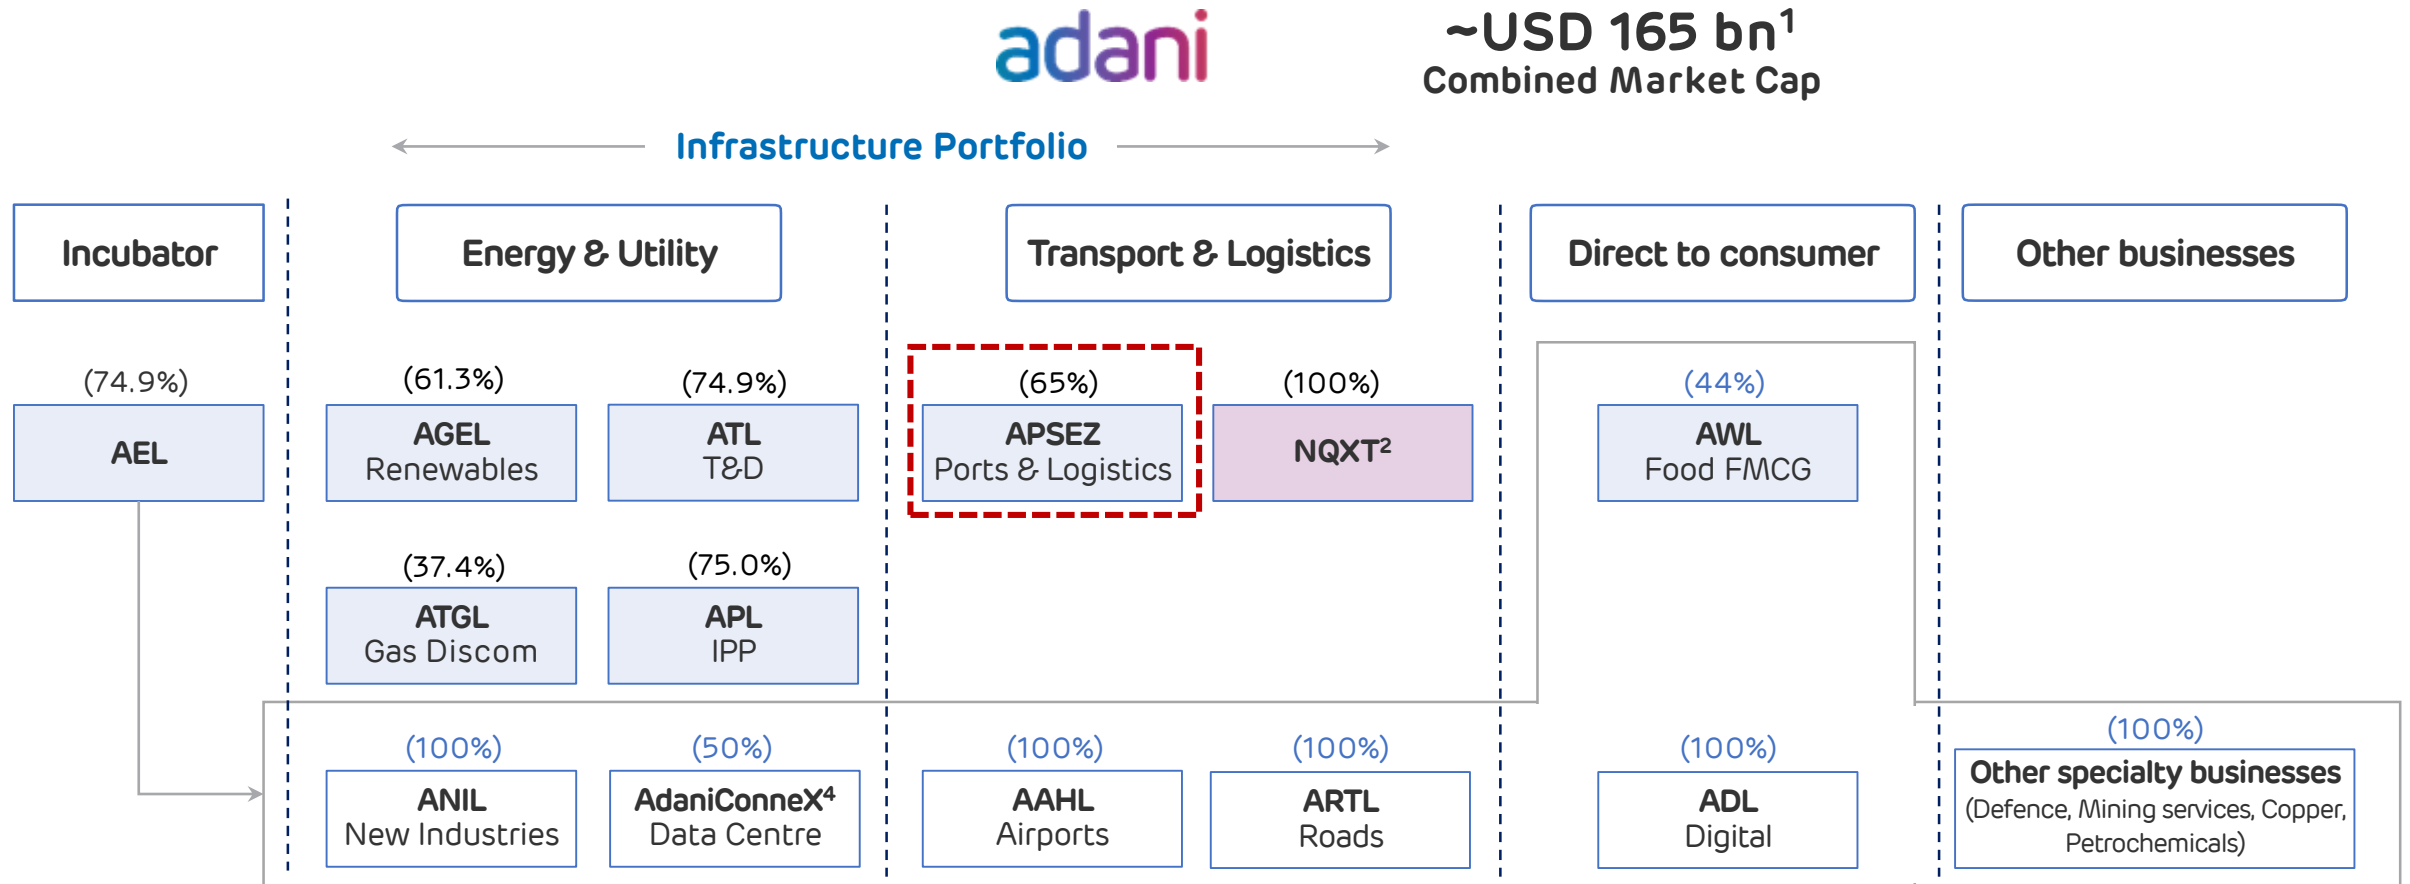 adani
~USD 165 bn¹
Combined Market Cap
Infrastructure Portfolio
Incubator
Energy & Utility
Transport & Logistics
Direct to consumer
Other businesses
(74.9%)
AEL
(61.3%)
AGEL
Renewables
(74.9%)
ATL
T&D
(65%)
APSEZ
Ports & Logistics
(100%)
NQXT²
(44%)
AWL
Food FMCG
(37.4%)
ATGL
Gas Discom
(75.0%)
APL
IPP
(100%)
ANIL
New Industries
(50%)
AdaniConneX⁴
Data Centre
(100%)
AAHL
Airports
(100%)
ARTL
Roads
(100%)
ADL
Digital
(100%)
Other specialty businesses
(Defence, Mining services, Copper,
Petrochemicals)